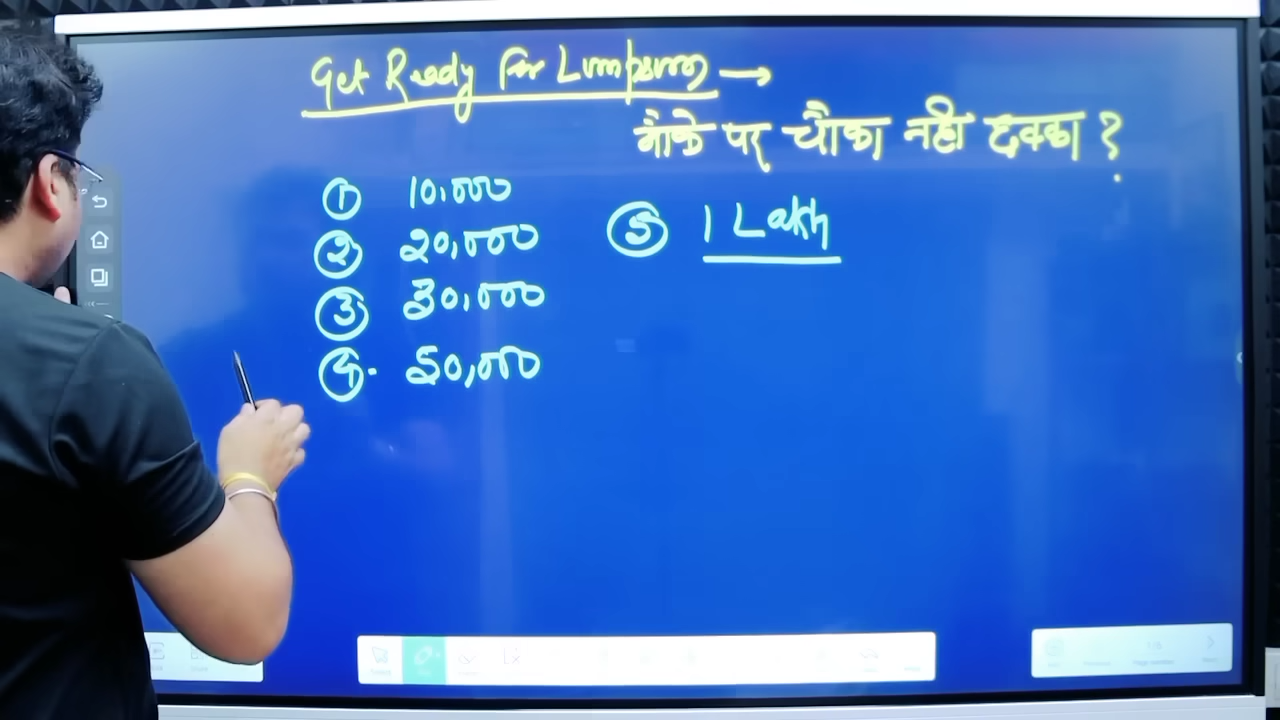 Get Ready for Lumpsum →
मौके पर चौका नही छक्का ?
① 10,000
② 20,000
③ 30,000
④. 50,000
⑤ 1 Lakh